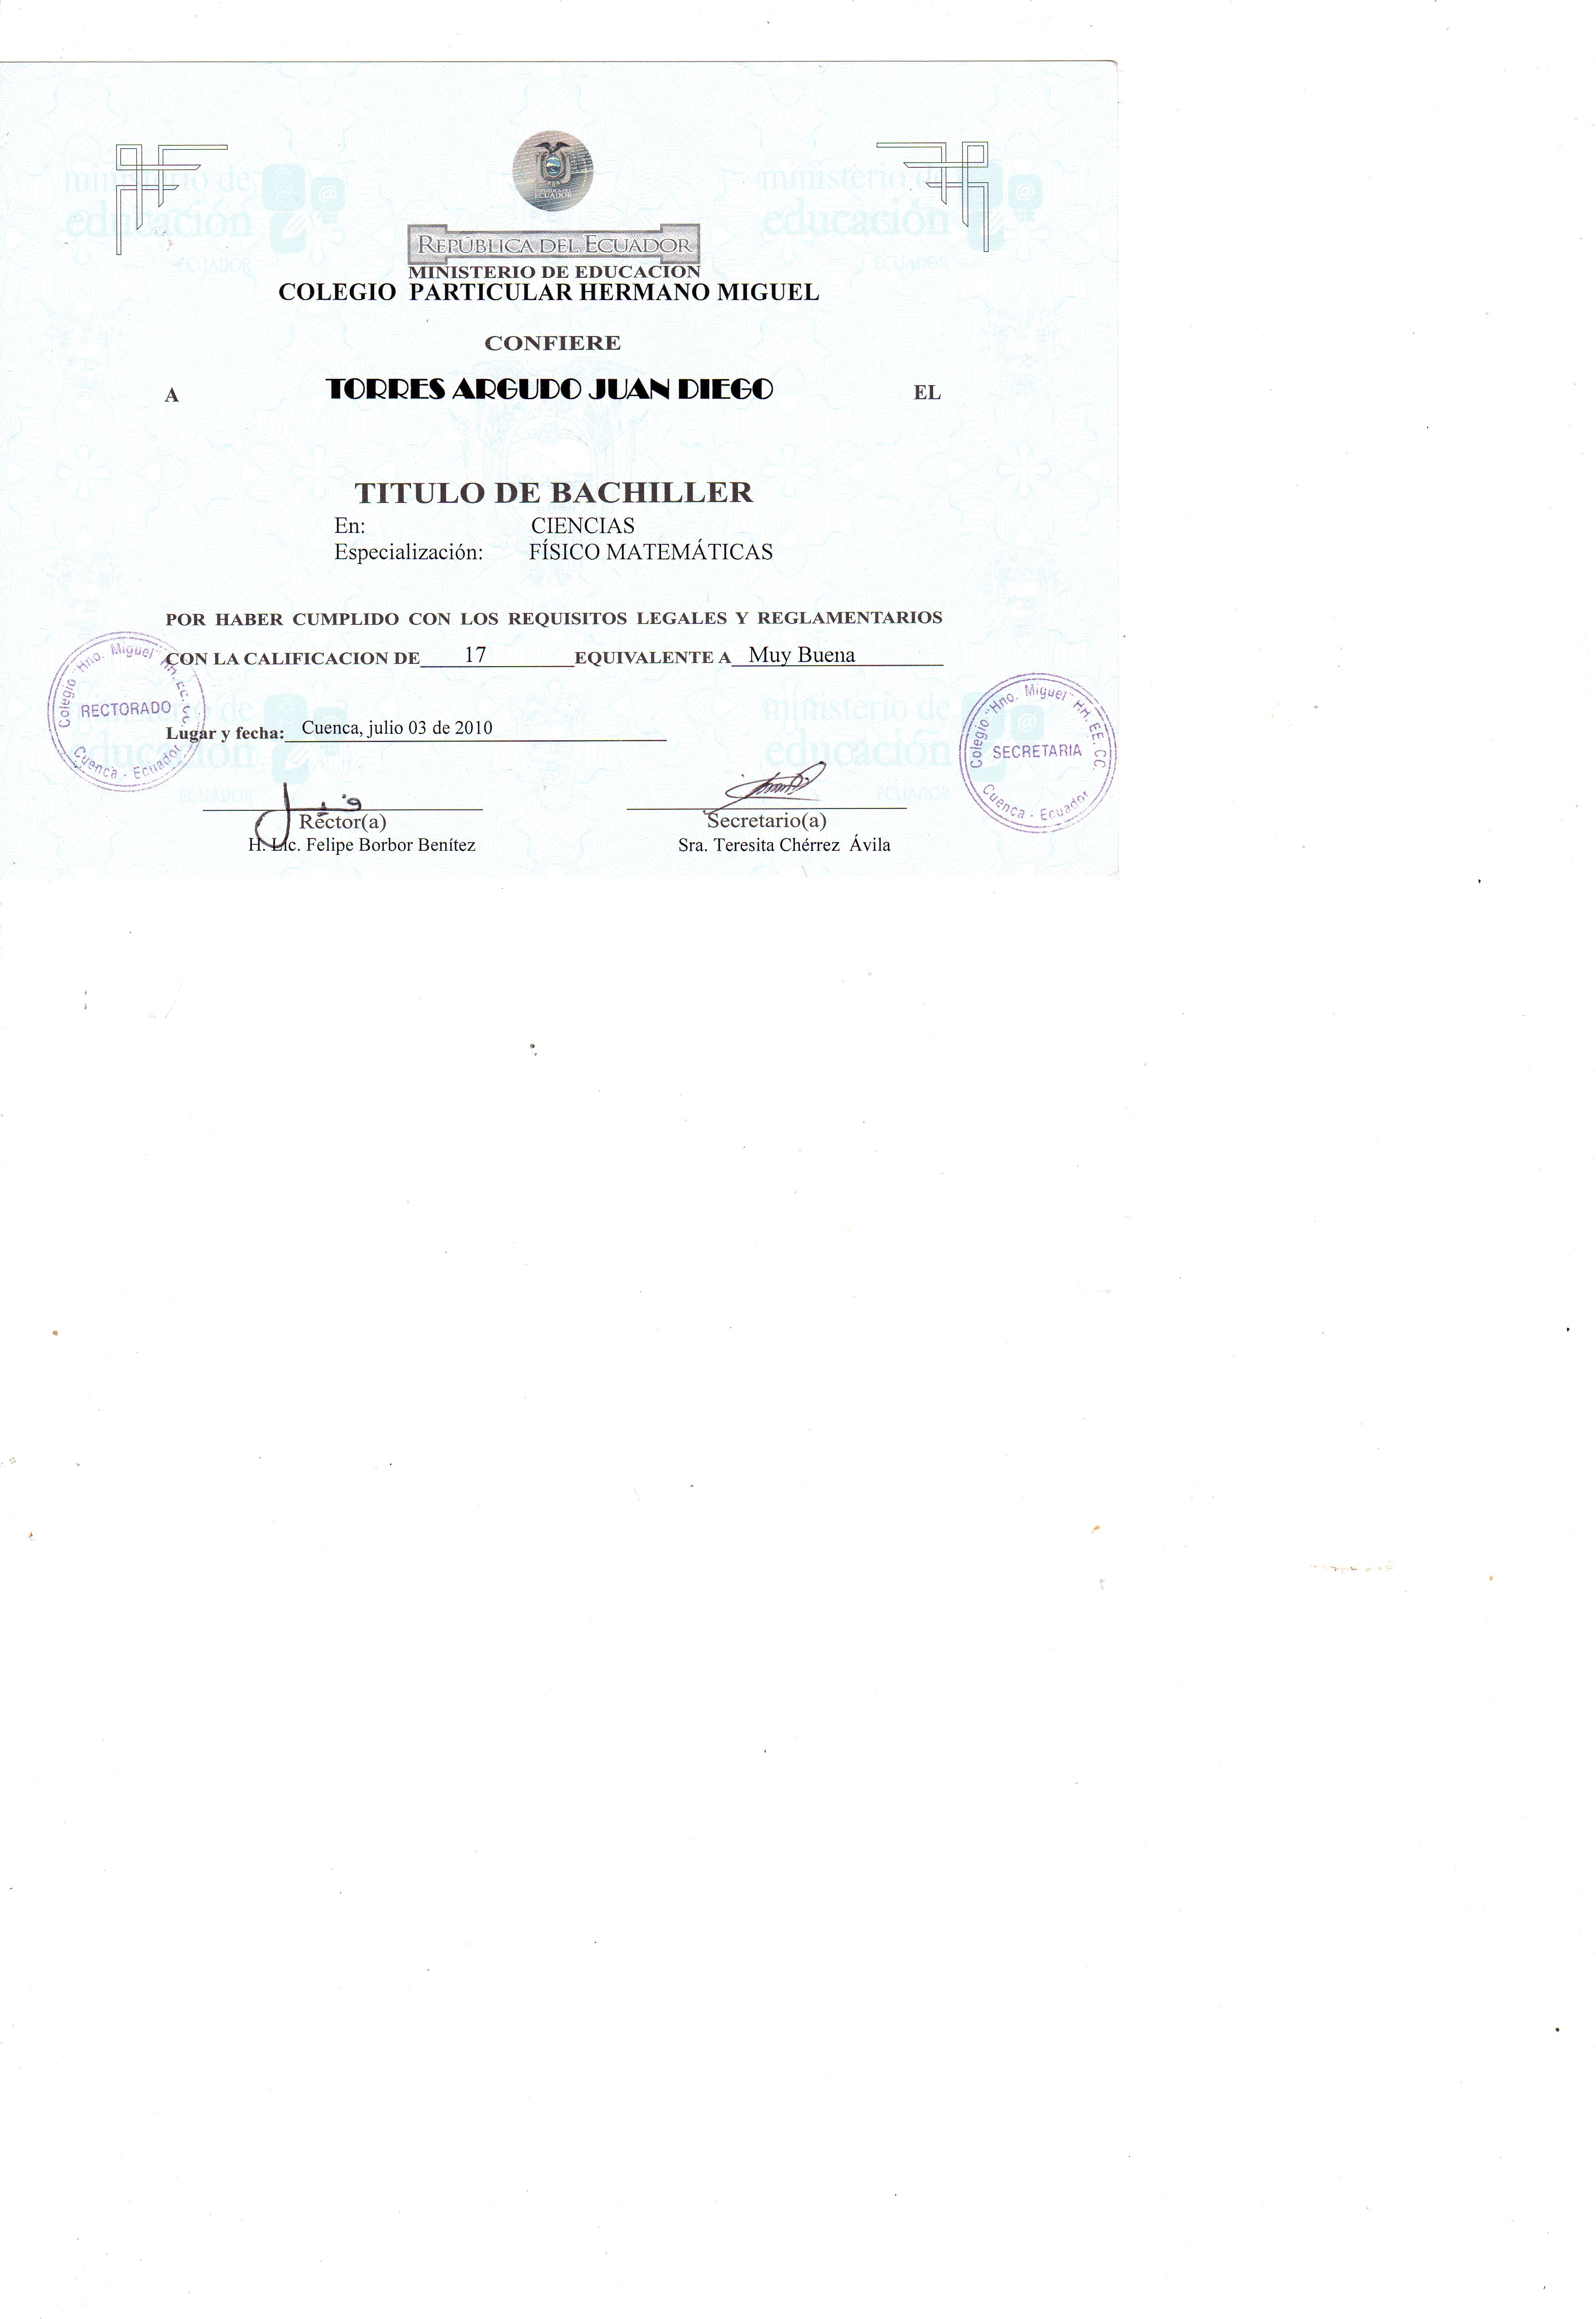 ministerio de
educación
ECUADOR
ministerio de
educación
ECUADOR
REPÚBLICA DEL
ECUADOR
REPÚBLICA DEL ECUADOR
MINISTERIO DE EDUCACION
COLEGIO PARTICULAR HERMANO MIGUEL
CONFIERE
A TORRES ARGUDO JUAN DIEGO EL
TITULO DE BACHILLER
En: CIENCIAS
Especialización: FÍSICO MATEMÁTICAS
POR HABER CUMPLIDO CON LOS REQUISITOS LEGALES Y REGLAMENTARIOS
CON LA CALIFICACION DE 17 EQUIVALENTE A Muy Buena
Lugar y fecha: Cuenca, julio 03 de 2010
Colegio "Hno. Miguel" HH.EE.CC.
RECTORADO
Cuenca - Ecuador
ministerio de
educación
ECUADOR
ministerio de
educación
ECUADOR
Colegio "Hno. Miguel" HH.EE.CC.
SECRETARIA
Cuenca - Ecuador
Rector(a)
H. Lic. Felipe Borbor Benítez
Secretario(a)
Sra. Teresita Chérrez Ávila